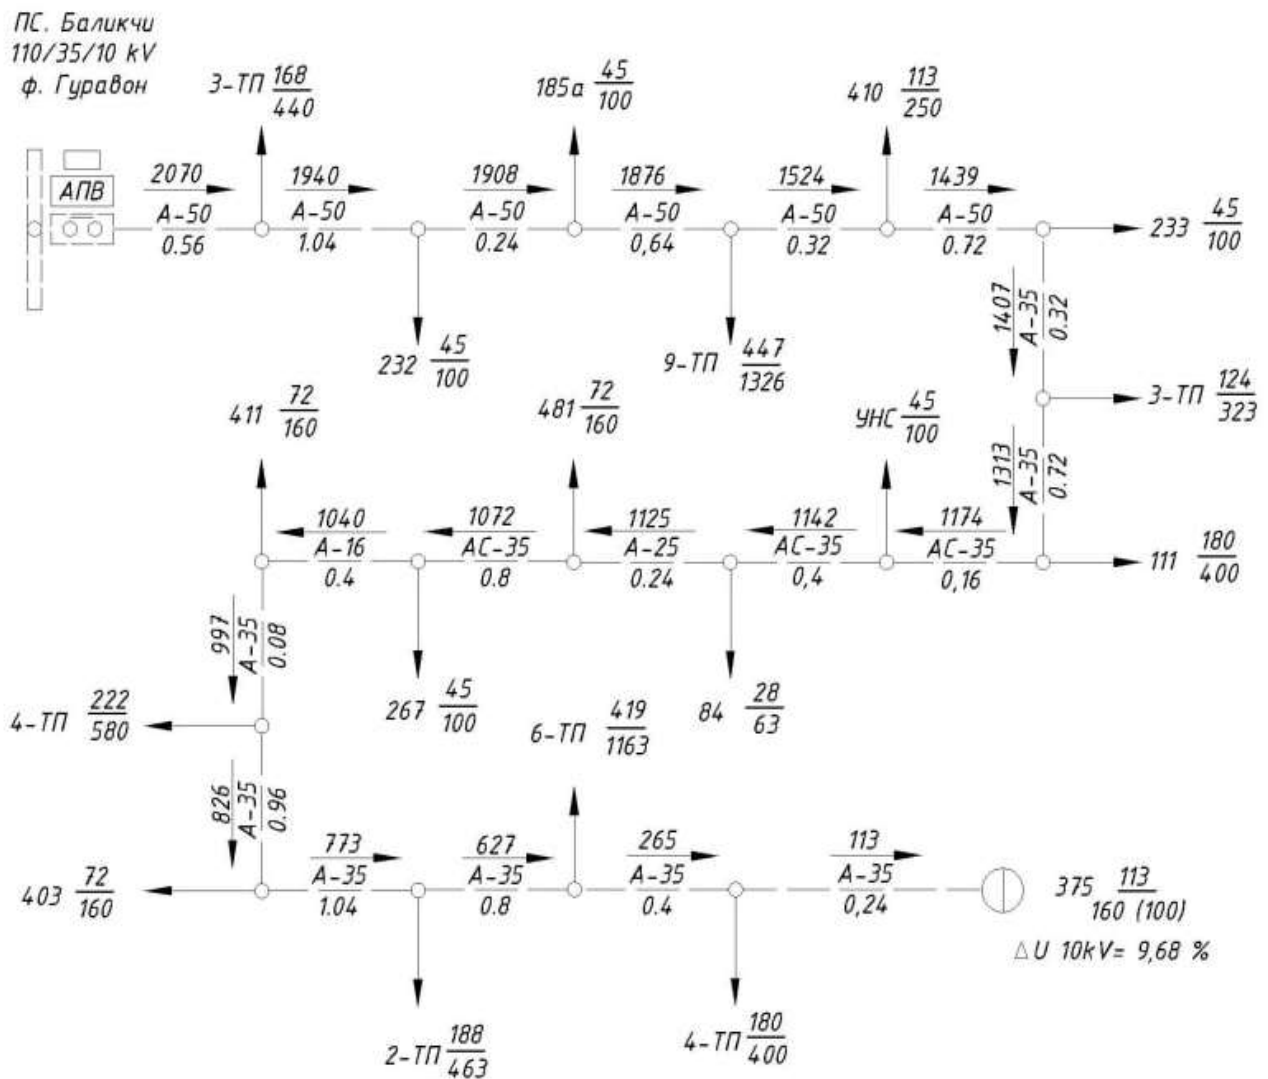 ПС. Баликчи
110/35/10 kV
ф. Гуравон
АПВ
3-ТП 168
440
185а 45
100
410 113
250
2070
А-50
0.56
1940
А-50
1.04
1908
А-50
0.24
1876
А-50
0,64
1524
А-50
0.32
1439
А-50
0.72
233 45
100
232 45
100
9-ТП 447
1326
1407
А-35
0.32
3-ТП 124
323
1313
А-35
0.72
411 72
160
481 72
160
УНС 45
100
1040
А-16
0.4
1072
АС-35
0.8
1125
А-25
0.24
1142
АС-35
0,4
1174
АС-35
0,16
111 180
400
997
А-35
0.08
267 45
100
84 28
63
4-ТП 222
580
6-ТП 419
1163
826
А-35
0.96
403 72
160
773
А-35
1.04
627
А-35
0.8
265
А-35
0.4
113
А-35
0,24
375 113
160 (100)
△U 10kV= 9,68 %
2-ТП 188
463
4-ТП 180
400